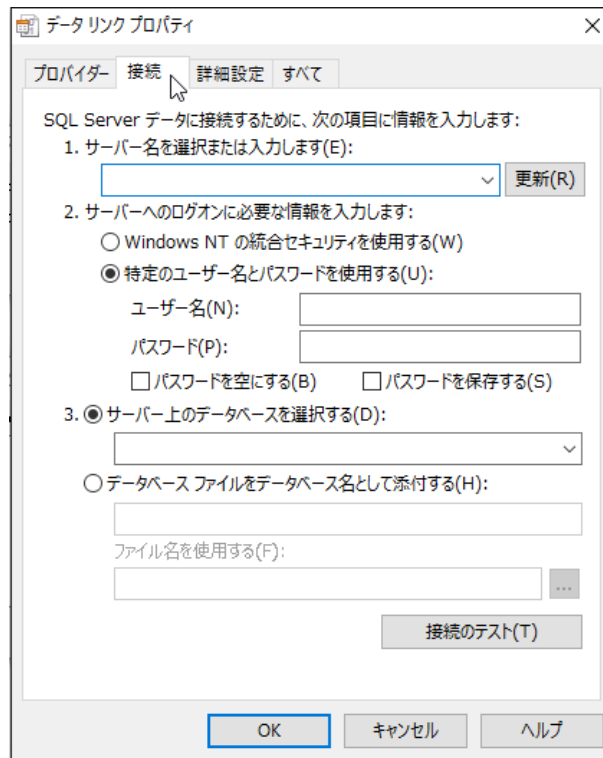 データ リンク プロパティ
プロバイダー 接続 詳細設定 すべて
SQL Server データに接続するために、次の項目に情報を入力します:
1. サーバー名を選択または入力します(E):
更新(R)
2. サーバーへのログオンに必要な情報を入力します:
Windows NT の統合セキュリティを使用する(W)
特定のユーザー名とパスワードを使用する(U):
ユーザー名(N):
パスワード(P):
パスワードを空にする(B) パスワードを保存する(S)
3. サーバー上のデータベースを選択する(D):
データベース ファイルをデータベース名として添付する(H):
ファイル名を使用する(F):
...
接続のテスト(T)
OK キャンセル ヘルプ